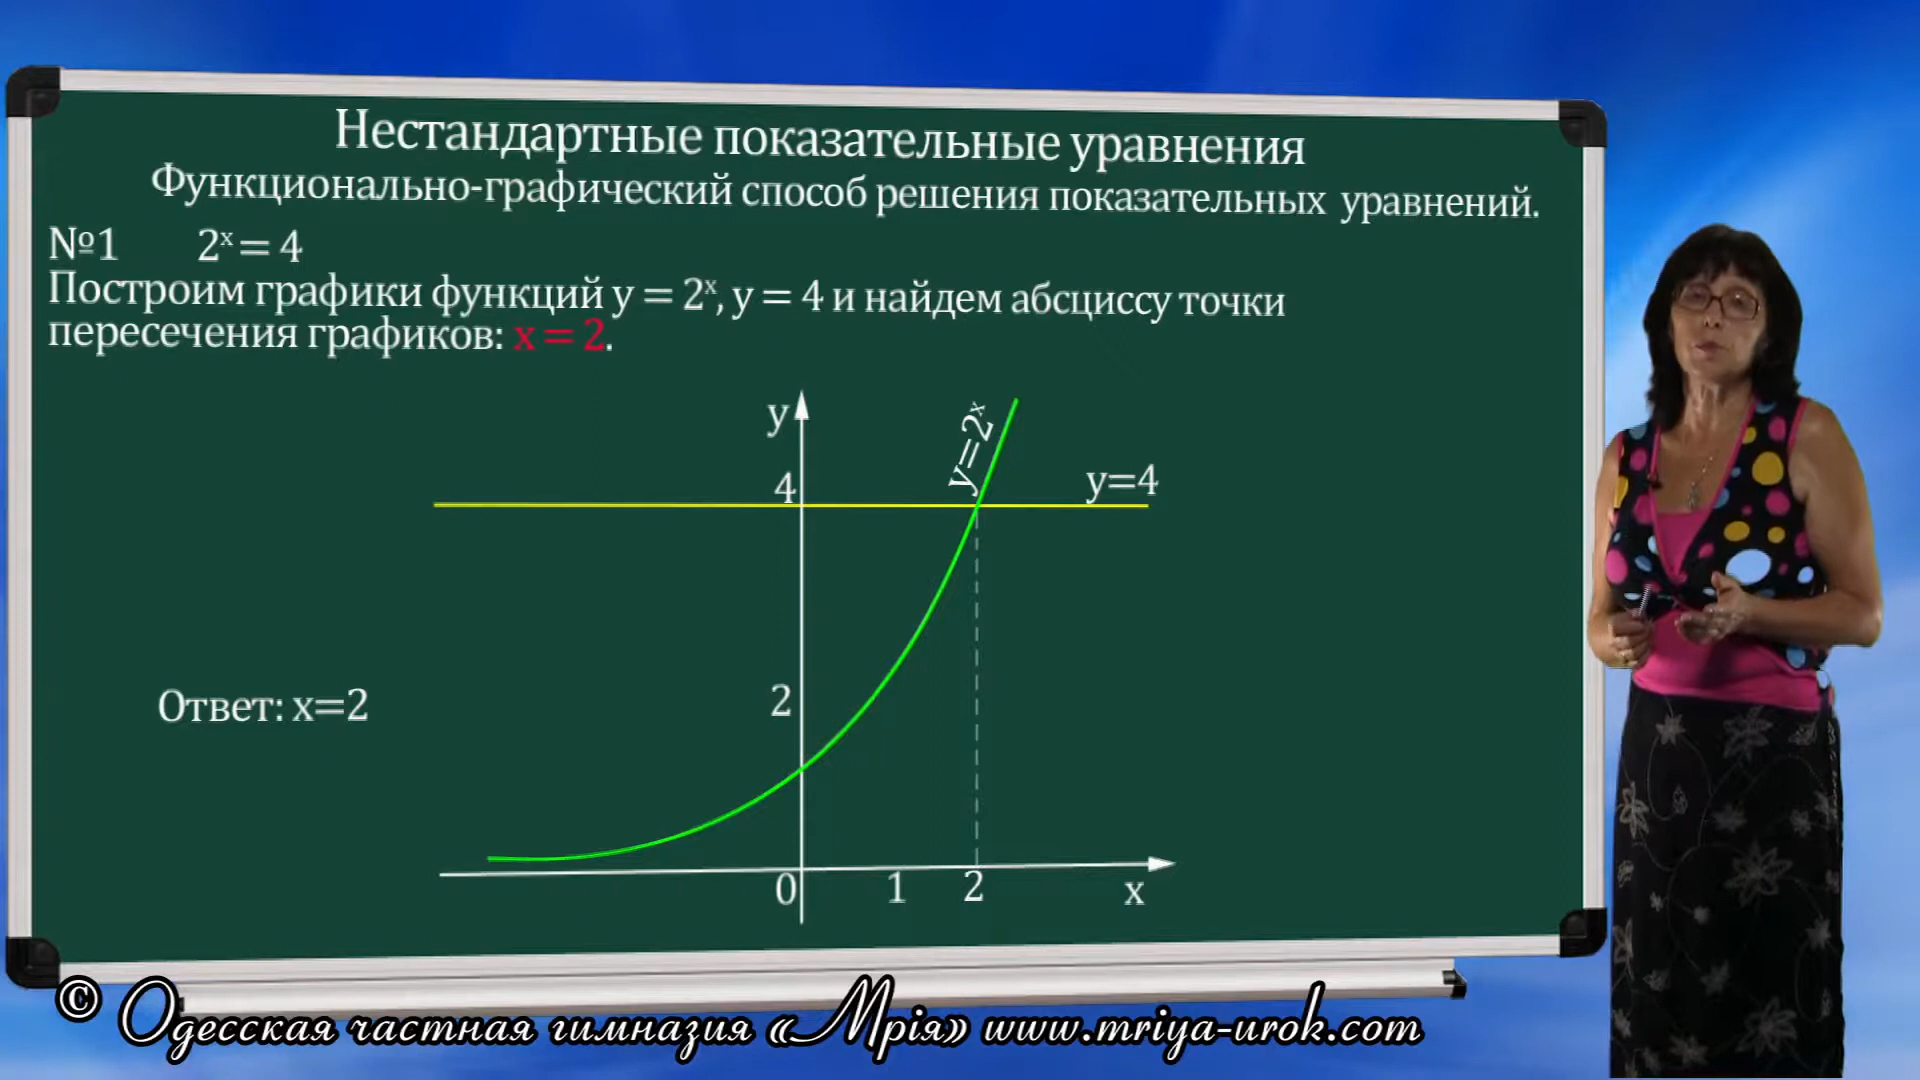 Нестандартные показательные уравнения
Функционально-графический способ решения показательных уравнений.
№1 2ˣ = 4
Построим графики функций y = 2ˣ, y = 4 и найдем абсциссу точки
пересечения графиков: x = 2.
y
y=2ˣ
4
y=4
2
Ответ: x=2
0 1 2 x
© Одесская частная гимназия «Мрія» www.mriya-urok.com